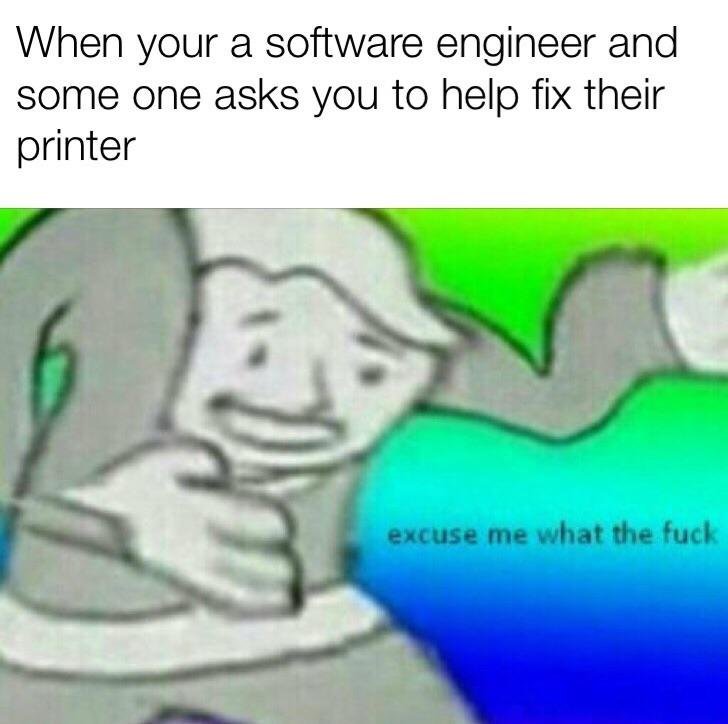 When your a software engineer and
some one asks you to help fix their
printer
excuse me what the fuck